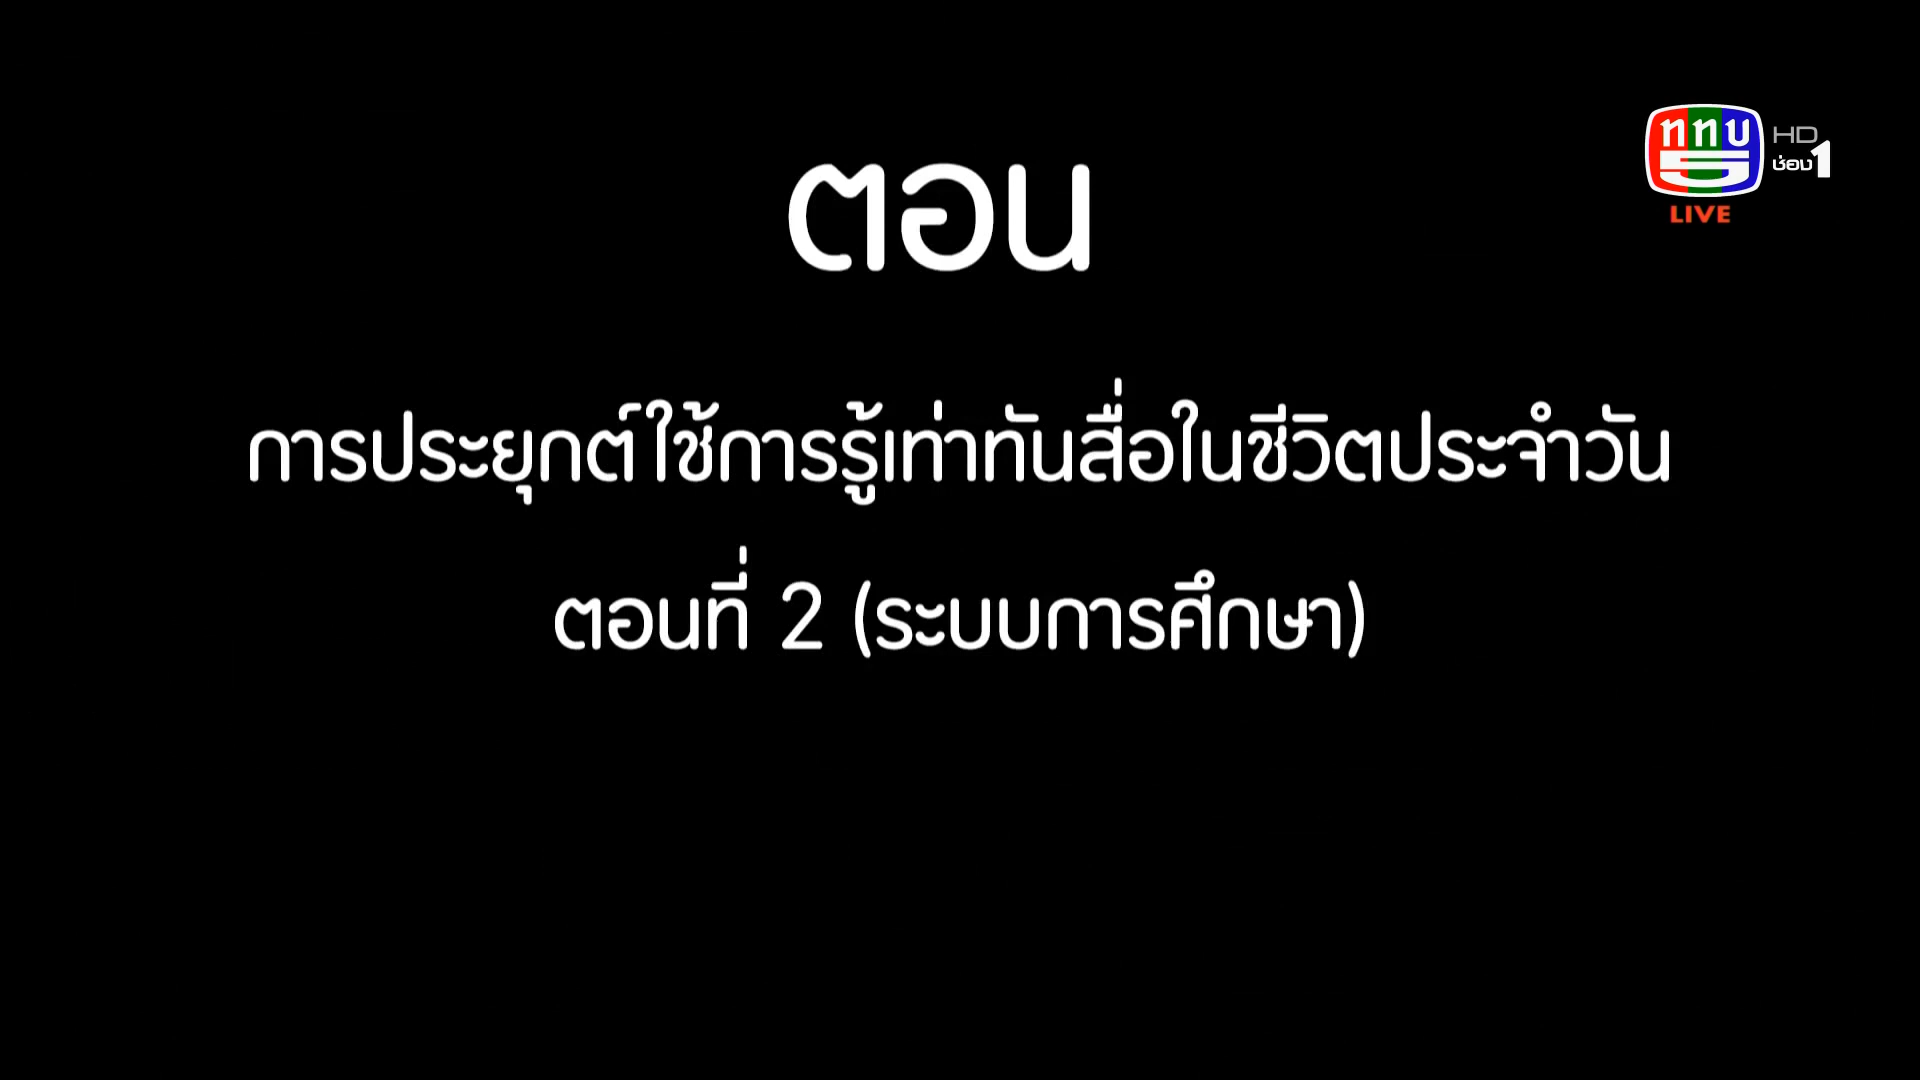 ททบ
5
HD
ช่อง1
LIVE
ตอน
การประยุกต์ใช้การรู้เท่าทันสื่อในชีวิตประจำวัน
ตอนที่ 2 (ระบบการศึกษา)